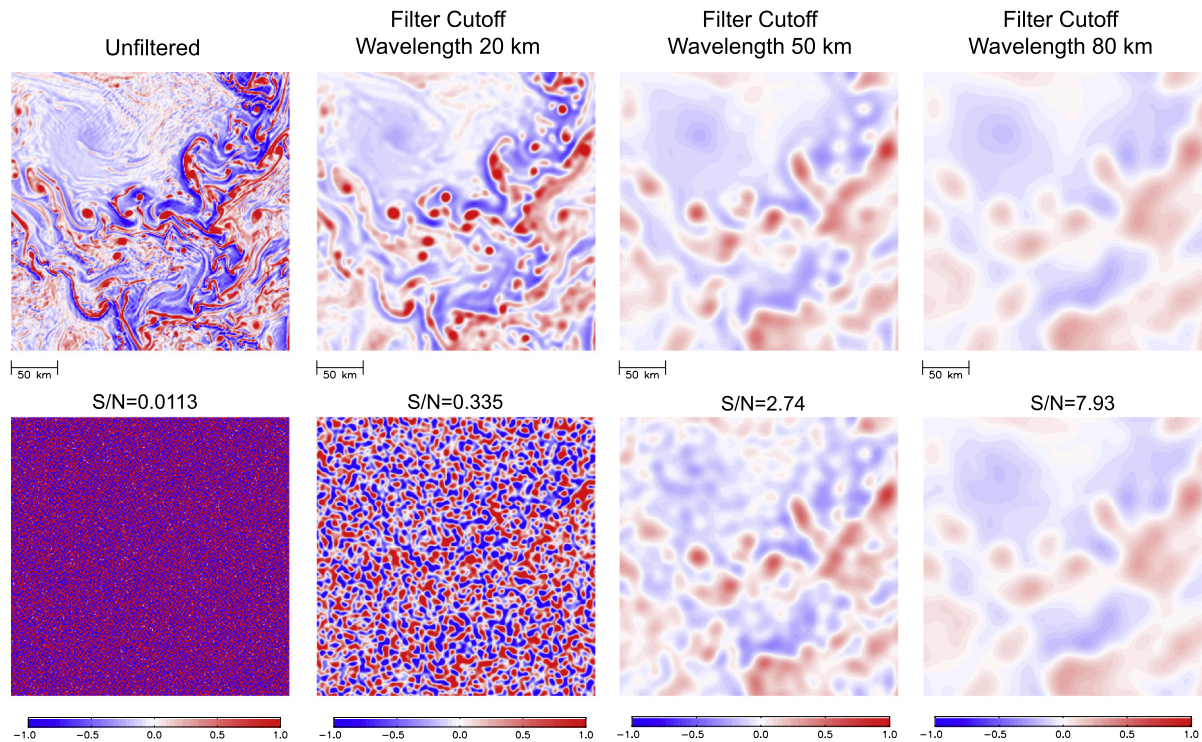 Unfiltered
Filter Cutoff
Wavelength 20 km
Filter Cutoff
Wavelength 50 km
Filter Cutoff
Wavelength 80 km
50 km
50 km
50 km
50 km
S/N=0.0113
S/N=0.335
S/N=2.74
S/N=7.93
−1.0 −0.5 0.0 0.5 1.0
−1.0 −0.5 0.0 0.5 1.0
−1.0 −0.5 0.0 0.5 1.0
−1.0 −0.5 0.0 0.5 1.0